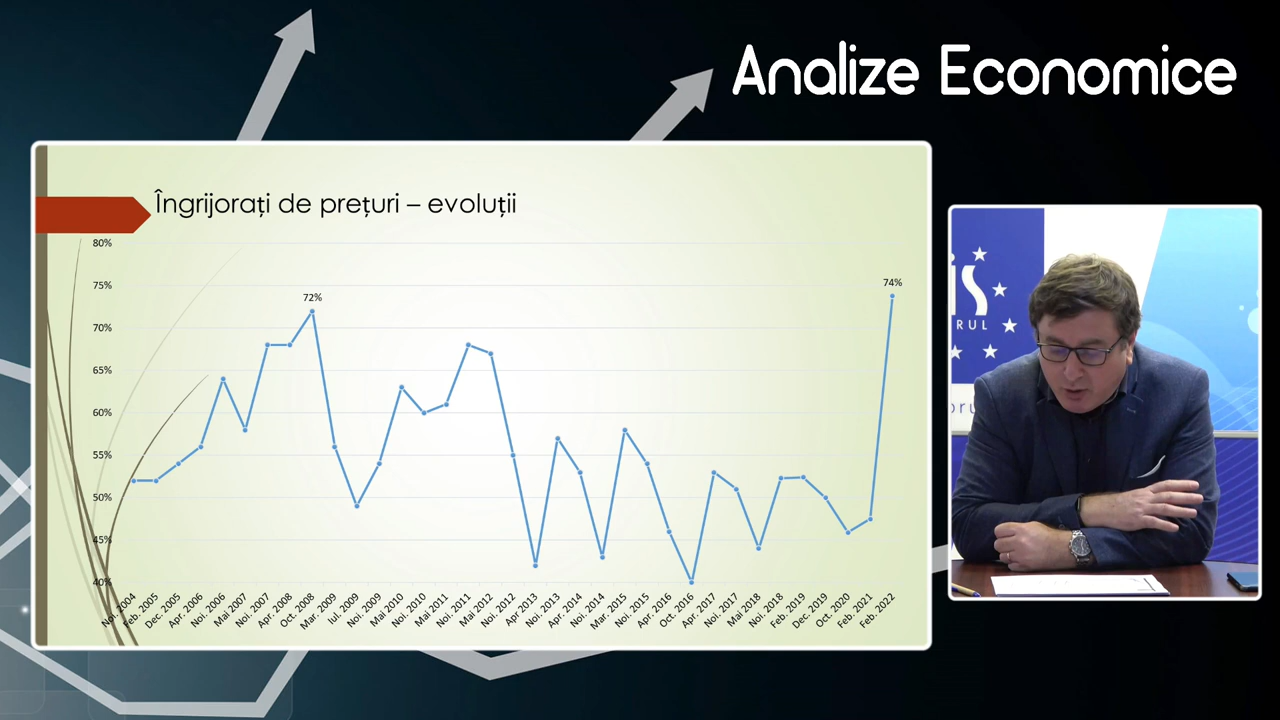 Analize Economice
Îngrijorați de prețuri – evoluții
80%
75%
70%
65%
60%
55%
50%
45%
40%
72%
74%
Noi. 2004
Feb. 2005
Dec. 2005
Apr. 2006
Noi. 2006
Mai 2007
Noi. 2007
Apr. 2008
Oct. 2008
Mar. 2009
Iul. 2009
Noi. 2009
Mai 2010
Noi. 2010
Mai 2011
Noi. 2011
Mai 2012
Noi. 2012
Apr 2013
Noi. 2013
Apr. 2014
Noi. 2014
Mar. 2015
Noi. 2015
Apr. 2016
Oct. 2016
Apr. 2017
Noi. 2017
Mai 2018
Noi. 2018
Feb. 2019
Dec. 2019
Oct. 2020
Feb. 2021
Feb. 2022
RUL